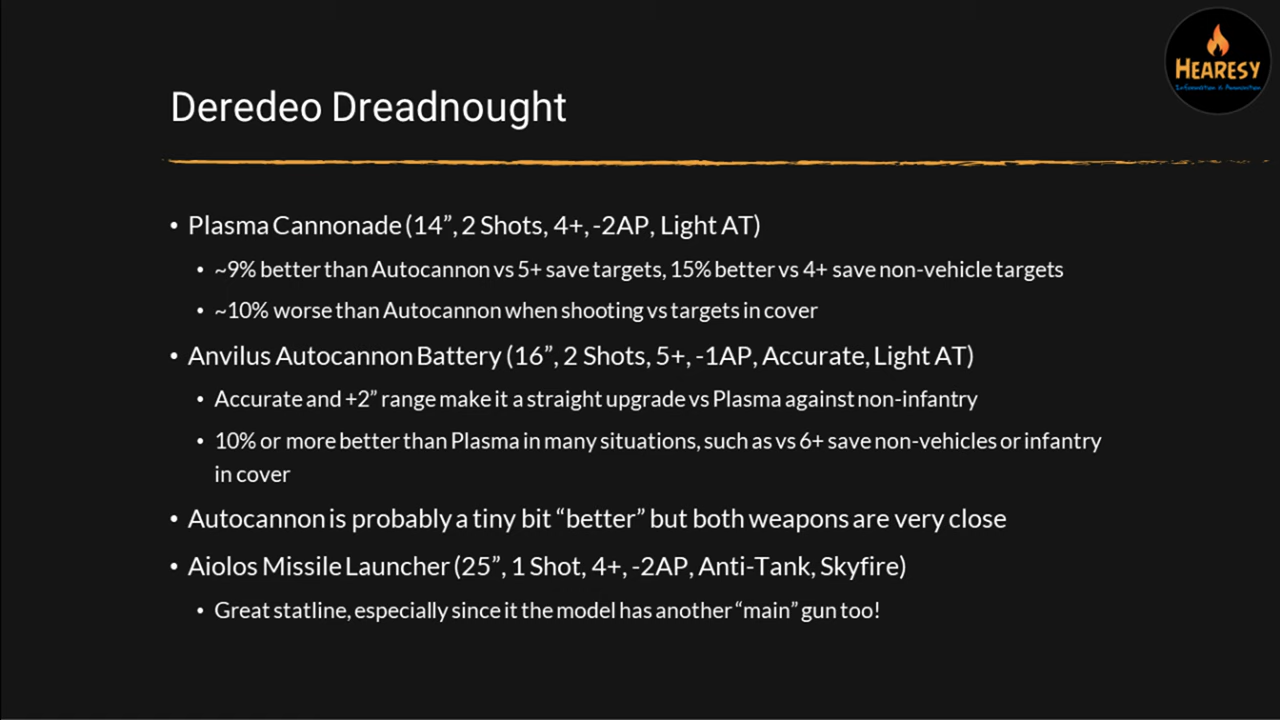 HEARESY
Information & Ammunition
Deredeo Dreadnought
• Plasma Cannonade (14”, 2 Shots, 4+, -2AP, Light AT)
• ~9% better than Autocannon vs 5+ save targets, 15% better vs 4+ save non-vehicle targets
• ~10% worse than Autocannon when shooting vs targets in cover
• Anvilus Autocannon Battery (16”, 2 Shots, 5+, -1AP, Accurate, Light AT)
• Accurate and +2” range make it a straight upgrade vs Plasma against non-infantry
• 10% or more better than Plasma in many situations, such as vs 6+ save non-vehicles or infantry
in cover
• Autocannon is probably a tiny bit “better” but both weapons are very close
• Aiolos Missile Launcher (25”, 1 Shot, 4+, -2AP, Anti-Tank, Skyfire)
• Great statline, especially since it the model has another “main” gun too!